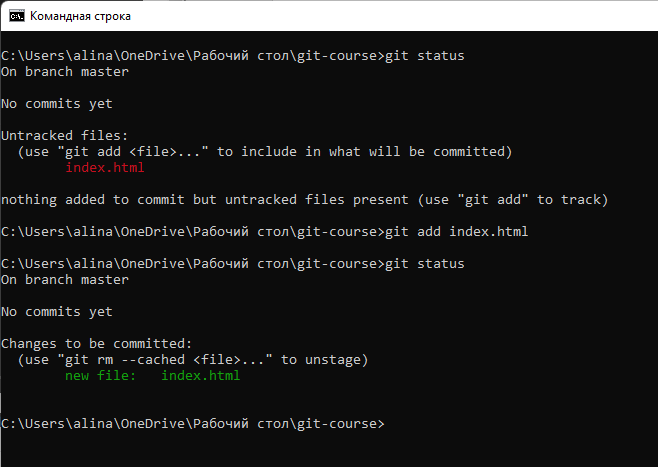 Командная строка
C:\Users\alina\OneDrive\Рабочий стол\git-course>git status
On branch master
No commits yet
Untracked files:
  (use "git add <file>..." to include in what will be committed)
        index.html
nothing added to commit but untracked files present (use "git add" to track)
C:\Users\alina\OneDrive\Рабочий стол\git-course>git add index.html
C:\Users\alina\OneDrive\Рабочий стол\git-course>git status
On branch master
No commits yet
Changes to be committed:
  (use "git rm --cached <file>..." to unstage)
        new file:   index.html
C:\Users\alina\OneDrive\Рабочий стол\git-course>